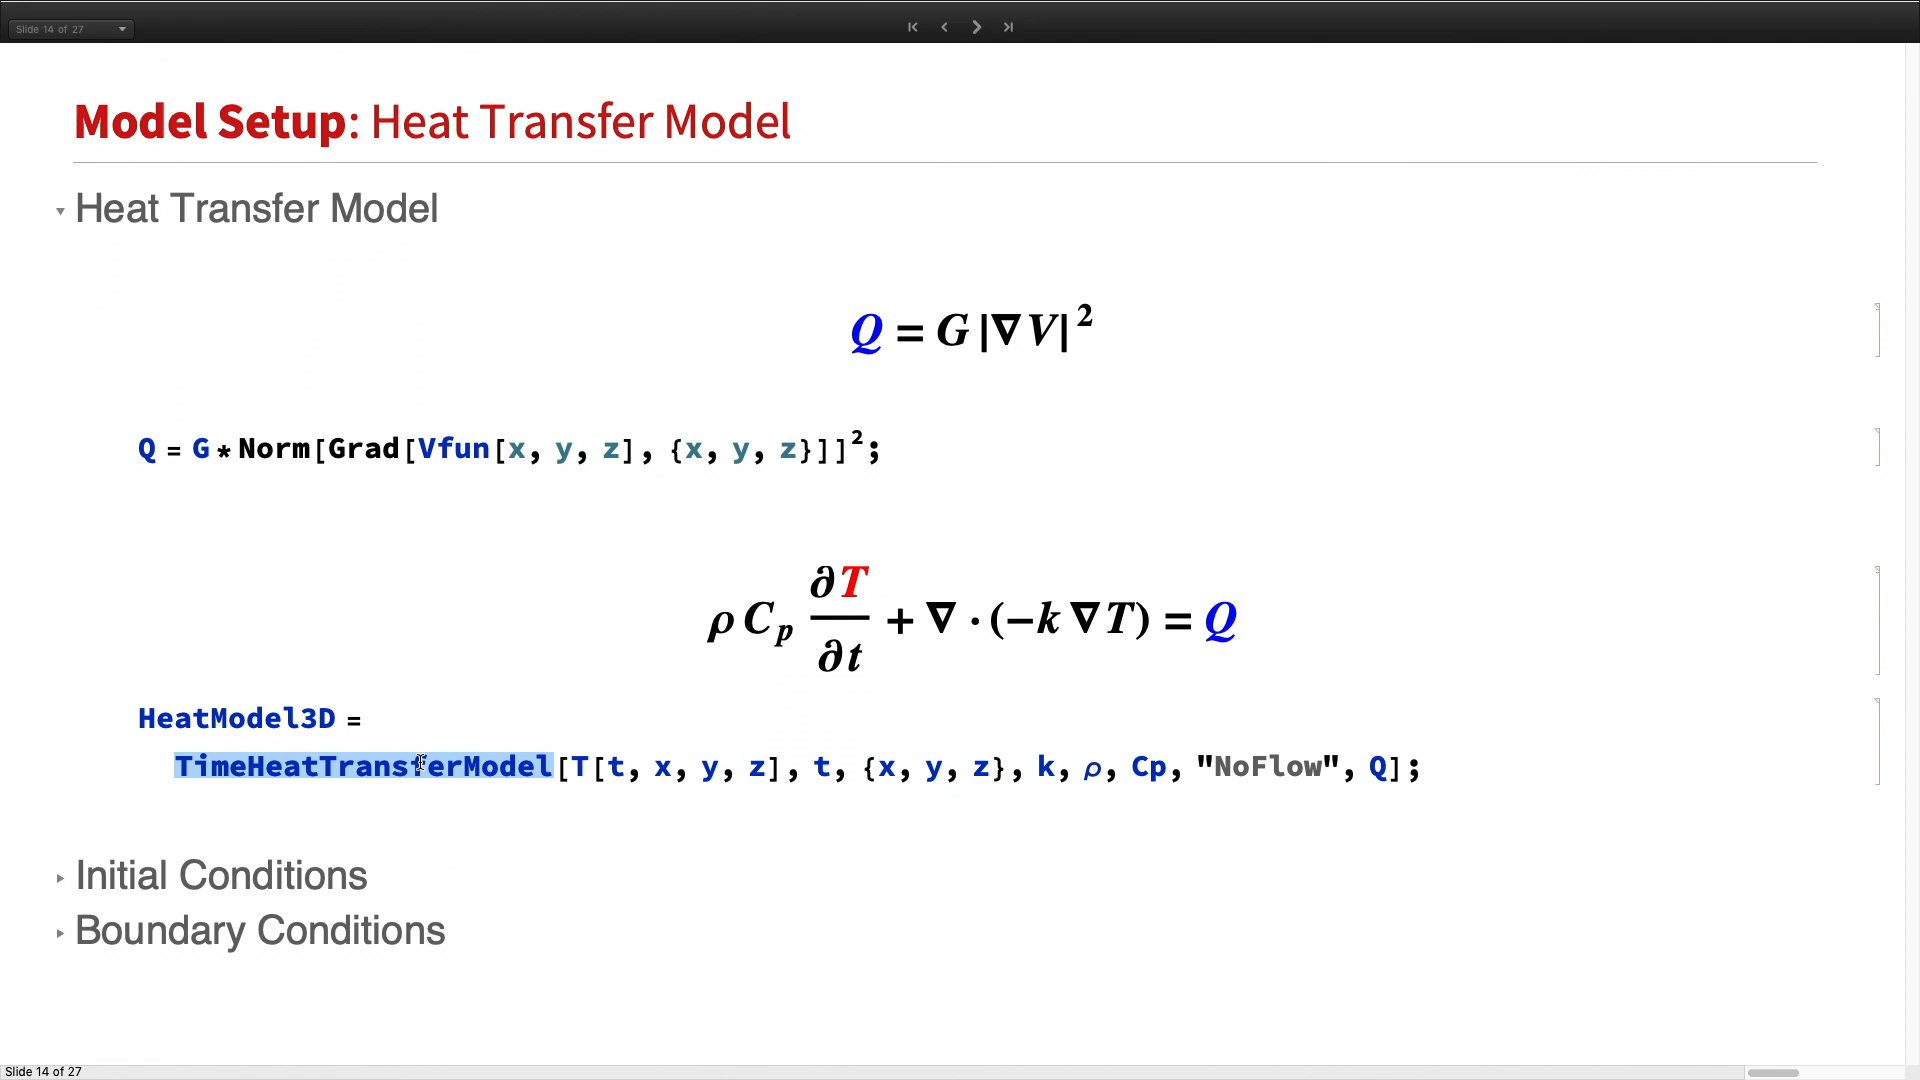 Slide 14 of 27
Model Setup: Heat Transfer Model
Heat Transfer Model
Q = G |∇V|²
Q = G * Norm[Grad[Vfun[x, y, z], {x, y, z}]]²;
ρ C_p ∂T/∂t + ∇ · (−k ∇T) = Q
HeatModel3D =
TimeHeatTransferModel[T[t, x, y, z], t, {x, y, z}, k, ρ, Cp, "NoFlow", Q];
Initial Conditions
Boundary Conditions
Slide 14 of 27